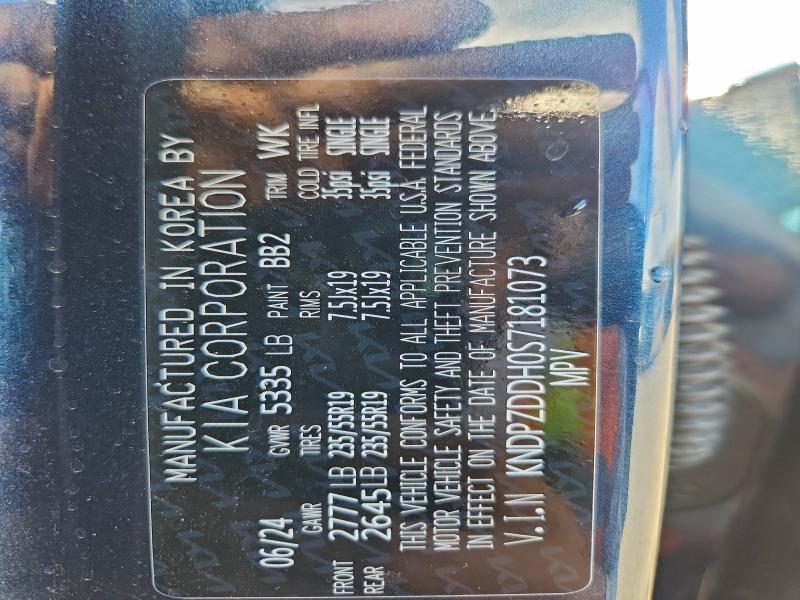 MANUFACTURED IN KOREA BY
KIA CORPORATION
06/24 GVWR 5335 LB PAINT BB2 TRIM WK
GAWR TIRES RIMS COLD TIRE INFL
FRONT 2777 LB 235/55R19 7.5Jx19 35psi SINGLE
REAR 2645 LB 235/55R19 7.5Jx19 35psi SINGLE
THIS VEHICLE CONFORMS TO ALL APPLICABLE U.S.A FEDERAL
MOTOR VEHICLE SAFETY AND THEFT PREVENTION STANDARDS
IN EFFECT ON THE DATE OF MANUFACTURE SHOWN ABOVE.
V.I.N KNDPZDDH0S7181073
MPV